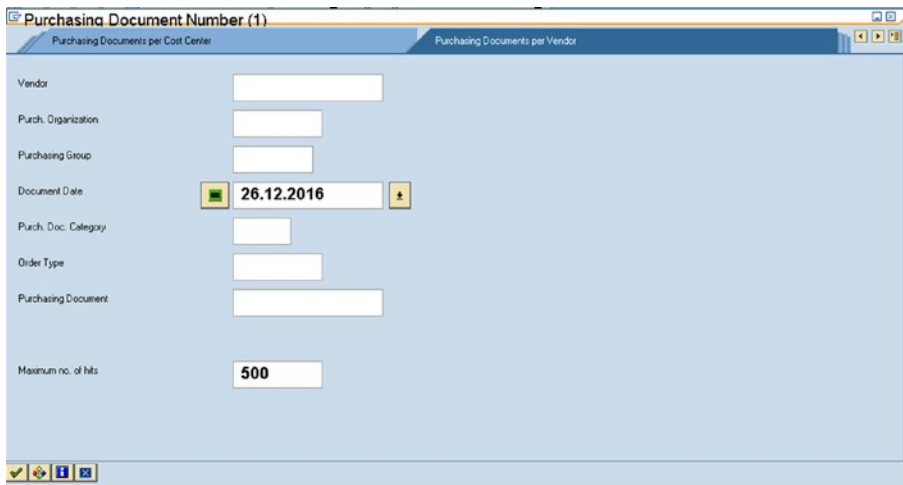 Purchasing Document Number (1)
Purchasing Documents per Cost Center
Purchasing Documents per Vendor
Vendor
Purch. Organization
Purchasing Group
Document Date 26.12.2016
Purch. Doc. Category
Order Type
Purchasing Document
Maximum no. of hits 500